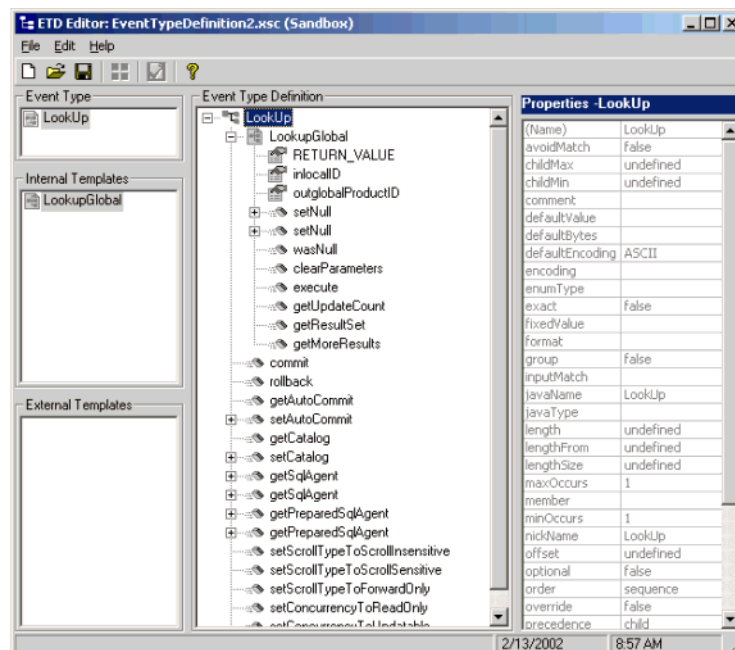 ETD Editor: EventTypeDefinition2.xsc (Sandbox)
File Edit Help
Event Type
LookUp
Internal Templates
LookupGlobal
External Templates
Event Type Definition
LookUp
LookupGlobal
RETURN_VALUE
inlocalID
outglobalProductID
setNull
setNull
wasNull
clearParameters
execute
getUpdateCount
getResultSet
getMoreResults
commit
rollback
getAutoCommit
setAutoCommit
getCatalog
setCatalog
getSqlAgent
getSqlAgent
getPreparedSqlAgent
getPreparedSqlAgent
setScrollTypeToScrollInsensitive
setScrollTypeToScrollSensitive
setScrollTypeToForwardOnly
setConcurrencyToReadOnly
setConcurrencyToUpdatable
Properties -LookUp
(Name) LookUp
avoidMatch false
childMax undefined
childMin undefined
comment
defaultValue
defaultBytes
defaultEncoding ASCII
encoding
enumType
exact false
fixedValue
format
group false
inputMatch
javaName LookUp
javaType
length undefined
lengthFrom undefined
lengthSize undefined
maxOccurs 1
member
minOccurs 1
nickName LookUp
offset undefined
optional false
order sequence
override false
precedence child
2/13/2002 8:57 AM